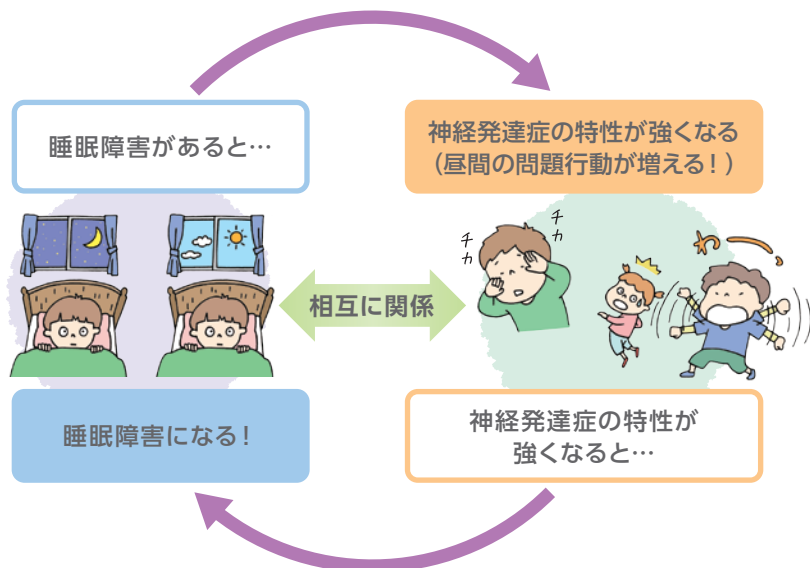 睡眠障害があると…
神経発達症の特性が強くなる
（昼間の問題行動が増える！）
チカ
チカ
わーっ
相互に関係
睡眠障害になる！
神経発達症の特性が
強くなると…